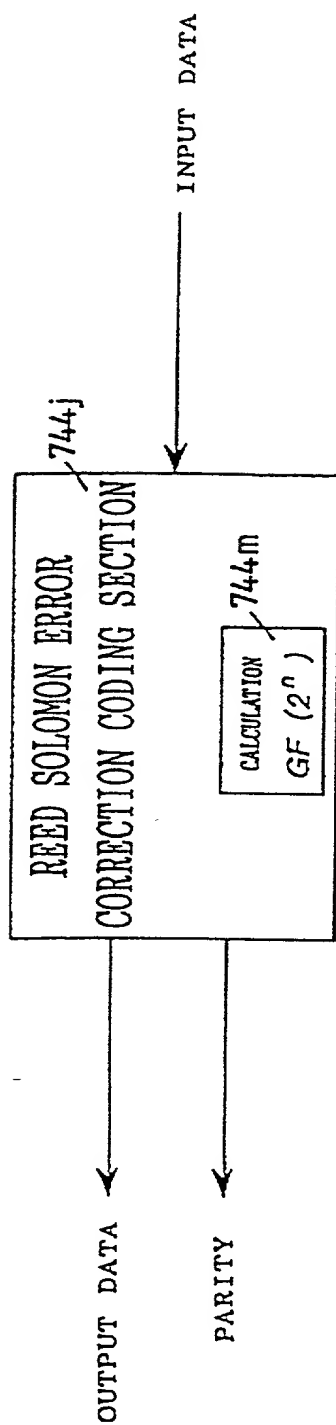 REED SOLOMON ERROR
CORRECTION CODING SECTION
744j
CALCULATION
GF (2ⁿ)
744m
INPUT DATA
OUTPUT DATA
PARITY